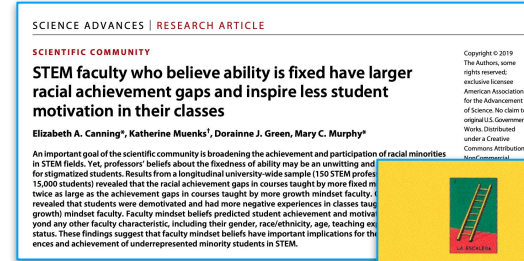 SCIENCE ADVANCES | RESEARCH ARTICLE
SCIENTIFIC COMMUNITY
STEM faculty who believe ability is fixed have larger
racial achievement gaps and inspire less student
motivation in their classes
Elizabeth A. Canning*, Katherine Muenks†, Dorainne J. Green, Mary C. Murphy*
An important goal of the scientific community is broadening the achievement and participation of racial minorities
in STEM fields. Yet, professors' beliefs about the fixedness of ability may be an unwitting and
for stigmatized students. Results from a longitudinal university-wide sample (150 STEM
15,000 students) revealed that the racial achievement gaps in courses taught by more fixed
twice as large as the achievement gaps in courses taught by more growth mindset faculty.
revealed that students were demotivated and had more negative experiences in classes
growth) mindset faculty. Faculty mindset beliefs predicted student achievement and
yond any other faculty characteristic, including their gender, race/ethnicity, age, teaching
status. These findings suggest that faculty mindset beliefs have important implications for the
ences and achievement of underrepresented minority students in STEM.
Copyright © 2019
The Authors, some
rights reserved;
exclusive licensee
American Association
for the Advancement
of Science. No claim to
original U.S. Government
Works. Distributed
under a Creative
Commons Attribution
NonCommercial
LA ESCALERA